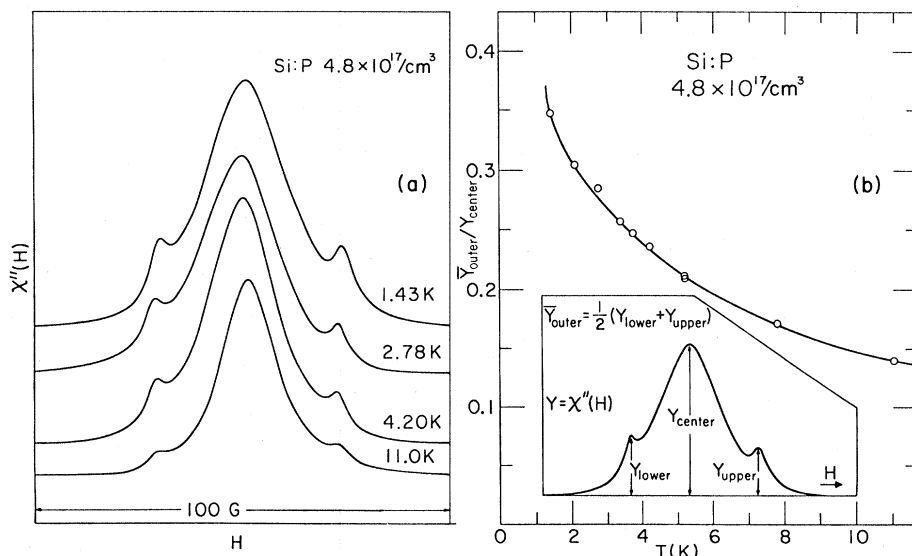 Si:P 4.8×10¹⁷/cm³
(a)
χ"(H)
1.43K
2.78K
4.20K
11.0K
100 G
H
0.4
0.3
0.2
0.1
0
Si:P
4.8×10¹⁷/cm³
(b)
Y̅outer/Ycenter
Y̅outer=½(Ylower+Yupper)
Y=χ"(H)
Ycenter
Ylower
Yupper
H
2 4 6 8 10
T(K)